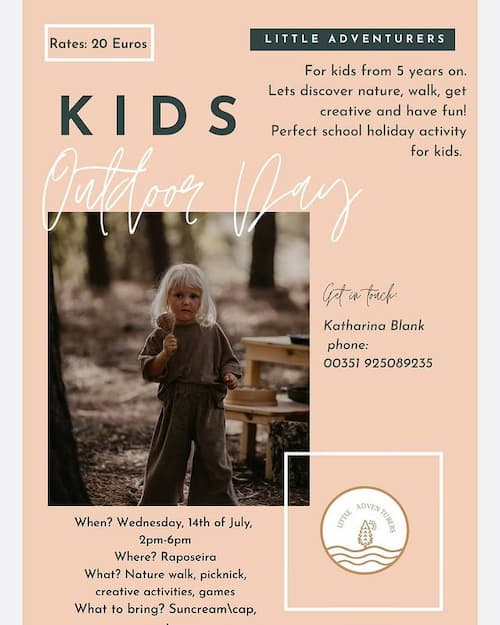 Rates: 20 Euros
LITTLE ADVENTURERS
For kids from 5 years on.
Lets discover nature, walk, get
creative and have fun!
Perfect school holiday activity
for kids.
KIDS
Outdoor Day
Get in touch:
Katharina Blank
phone:
00351 925089235
LITTLE ADVENTURERS
When? Wednesday, 14th of July,
2pm-6pm
Where? Raposeira
What? Nature walk, picknick,
creative activities, games
What to bring? Suncream\cap,